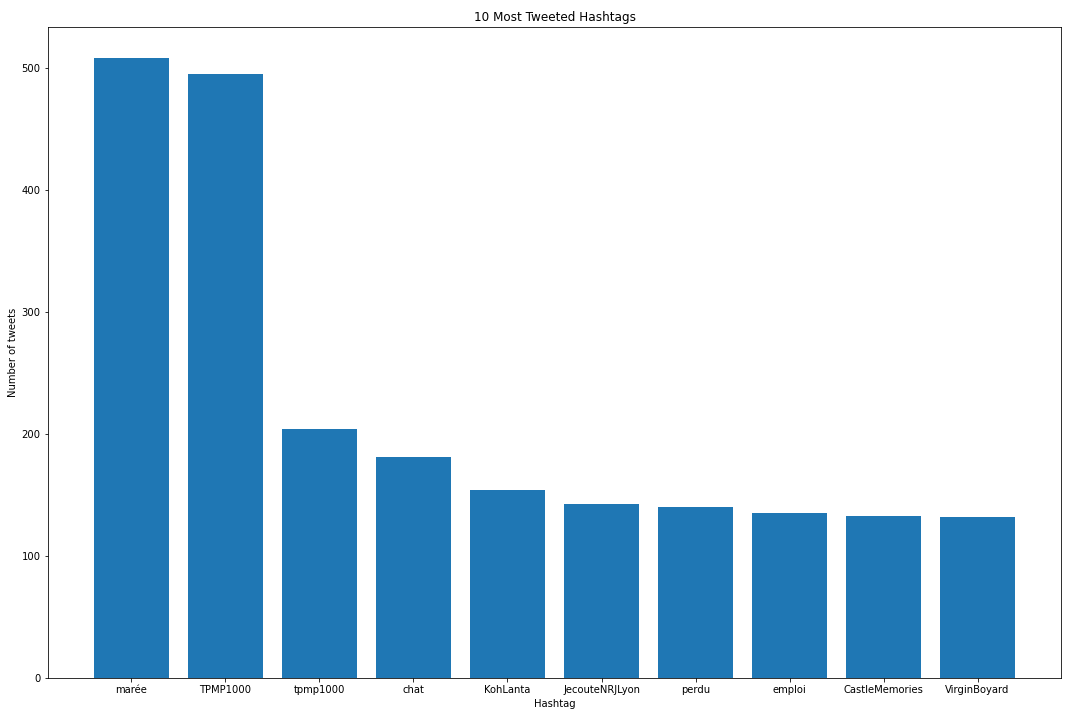 10 Most Tweeted Hashtags
Number of tweets
500
400
300
200
100
0
marée TPMP1000 tpmp1000 chat KohLanta JecouteNRJLyon perdu emploi CastleMemories VirginBoyard
Hashtag